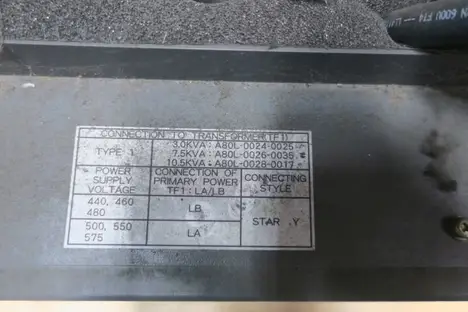 CONNECTION TO TRANSFORMER(TF1)
TYPE 1
3.0KVA : A80L-0024-0025
7.5KVA : A80L-0026-0035
10.5KVA : A80L-0028-0017
POWER SUPPLY VOLTAGE
CONNECTION OF PRIMARY POWER TF1 : LA/LB
CONNECTING STYLE
440, 460
480
LB
STAR Y
500, 550
575
LA
600V FT4